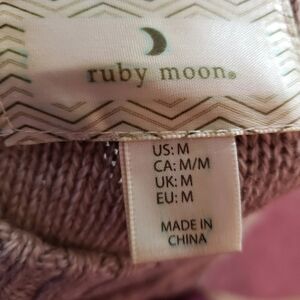 ruby moon®
US: M
CA: M/M
UK: M
EU: M
MADE IN
CHINA